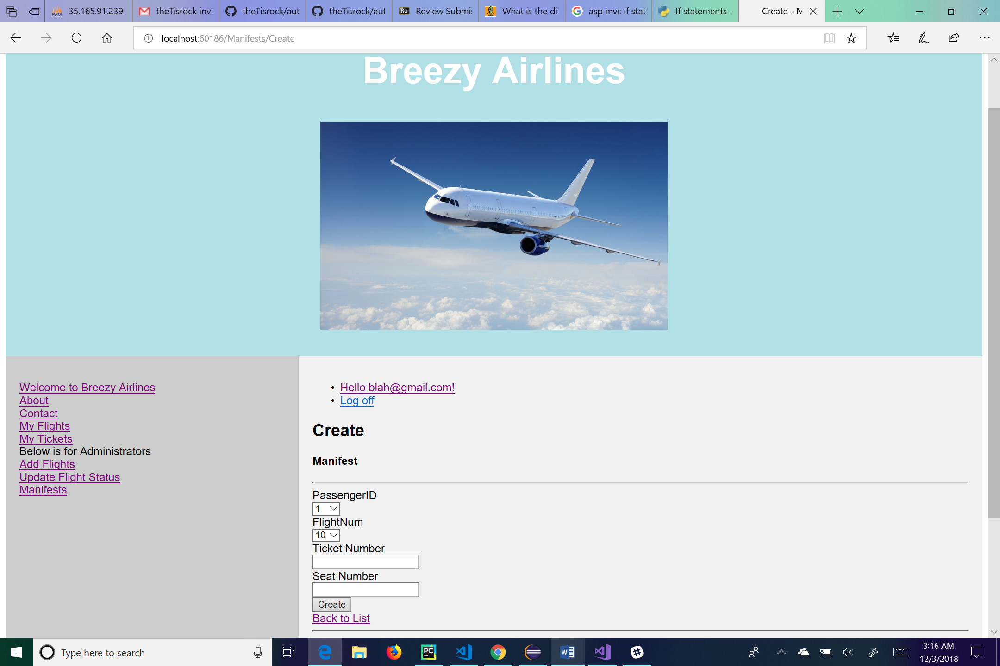 35.165.91.239
theTisrock invi
theTisrock/aut
theTisrock/aut
Bb Review Submi
What is the di
asp mvc if stat
If statements -
Create - M
localhost:60186/Manifests/Create
Breezy Airlines
Welcome to Breezy Airlines
About
Contact
My Flights
My Tickets
Below is for Administrators
Add Flights
Update Flight Status
Manifests
• Hello blah@gmail.com!
• Log off
Create
Manifest
PassengerID
1
FlightNum
10
Ticket Number
Seat Number
Create
Back to List
Type here to search
3:16 AM
12/3/2018